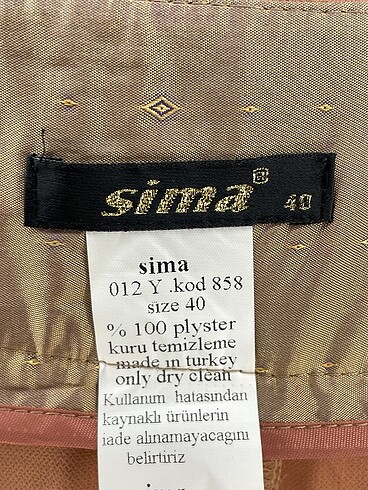 sima® 40
sima
012 Y .kod 858
size 40
% 100 plyster
kuru temizleme
made in turkey
only dry clean
Kullanım hatasından
kaynaklı ürünlerin
iade alınamayacağını
belirtiriz